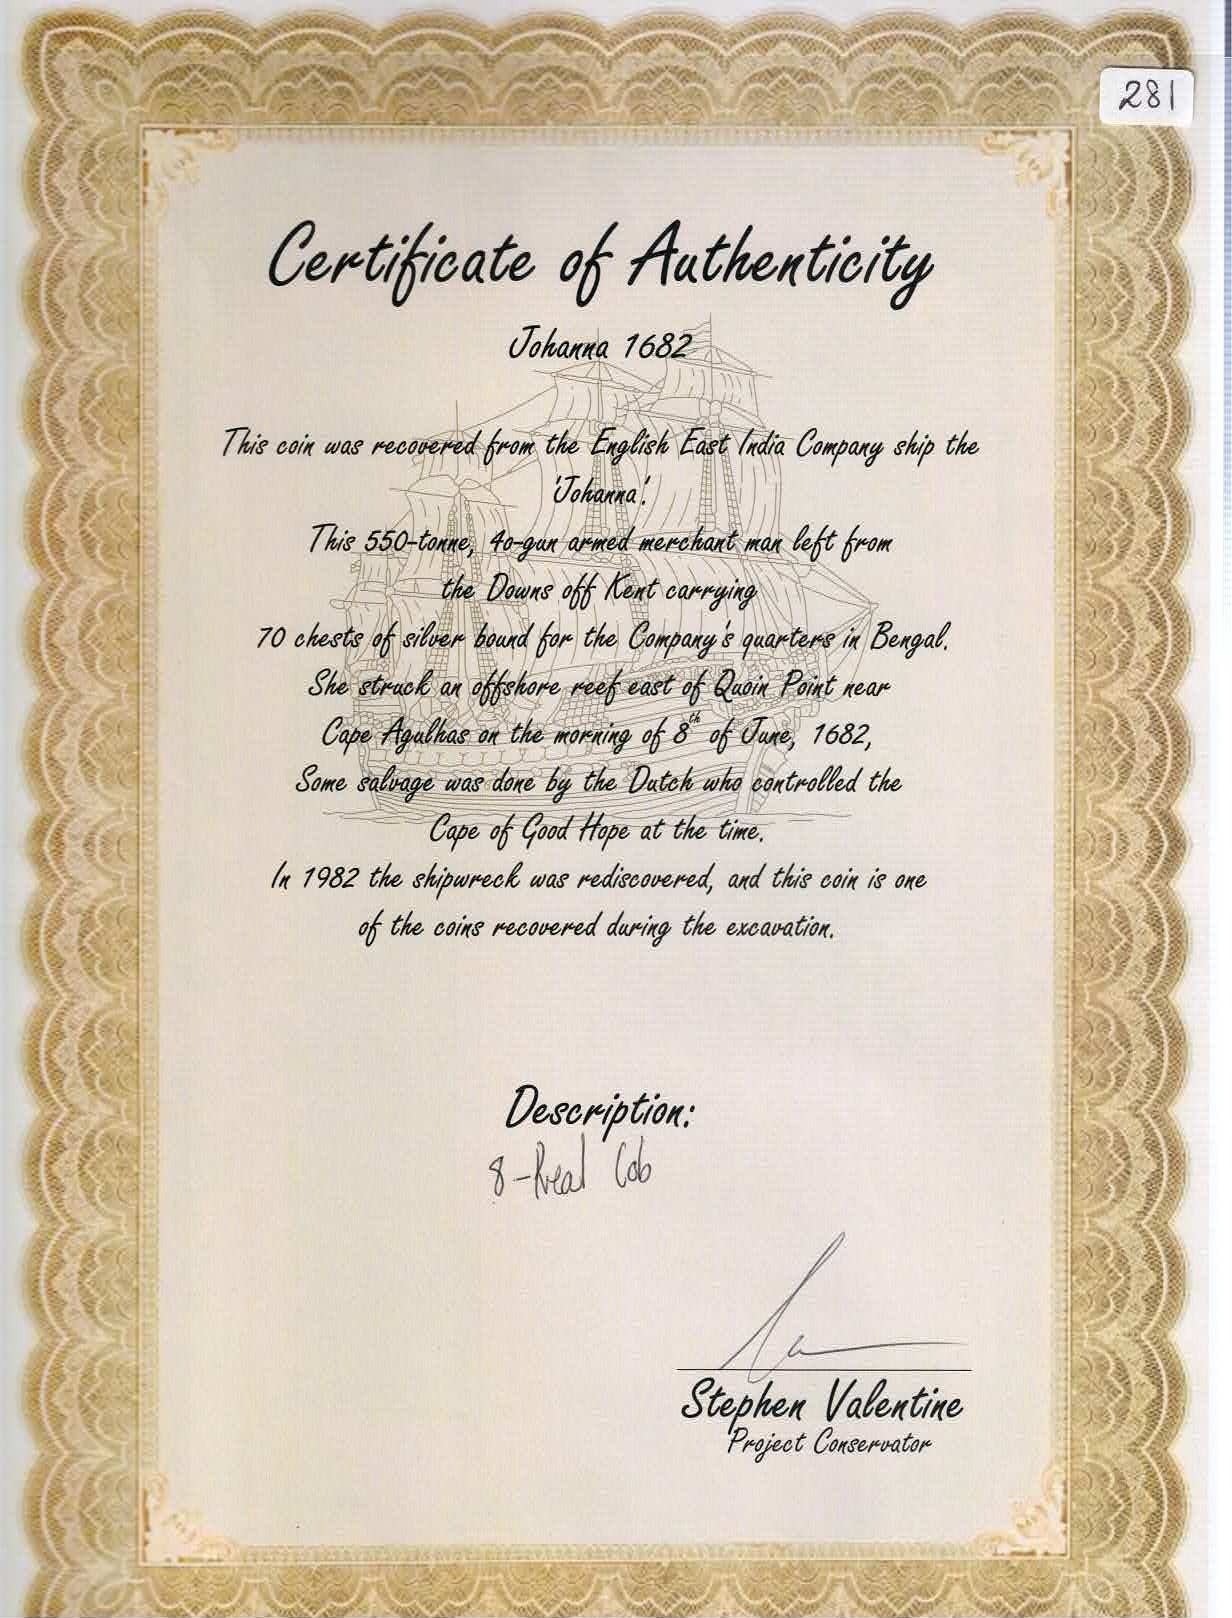 281
Certificate of Authenticity
Johanna 1682
This coin was recovered from the English East India Company ship the
'Johanna'.
This 550-tonne, 40-gun armed merchant man left from
the Downs off Kent carrying
70 chests of silver bound for the Company's quarters in Bengal.
She struck an offshore reef east of Quoin Point near
Cape Agulhas on the morning of 8th of June, 1682,
Some salvage was done by the Dutch who controlled the
Cape of Good Hope at the time.
In 1982 the shipwreck was rediscovered, and this coin is one
of the coins recovered during the excavation.
Description:
8-Real Cob
Stephen Valentine
Project Conservator